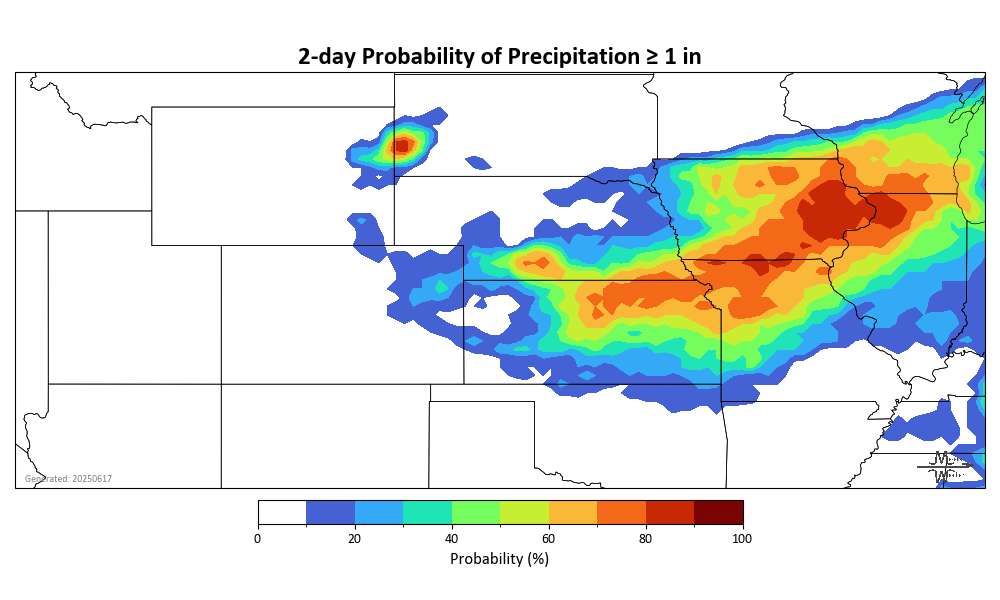 2-day Probability of Precipitation ≥ 1 in
Generated: 20250617
0 20 40 60 80 100
Probability (%)